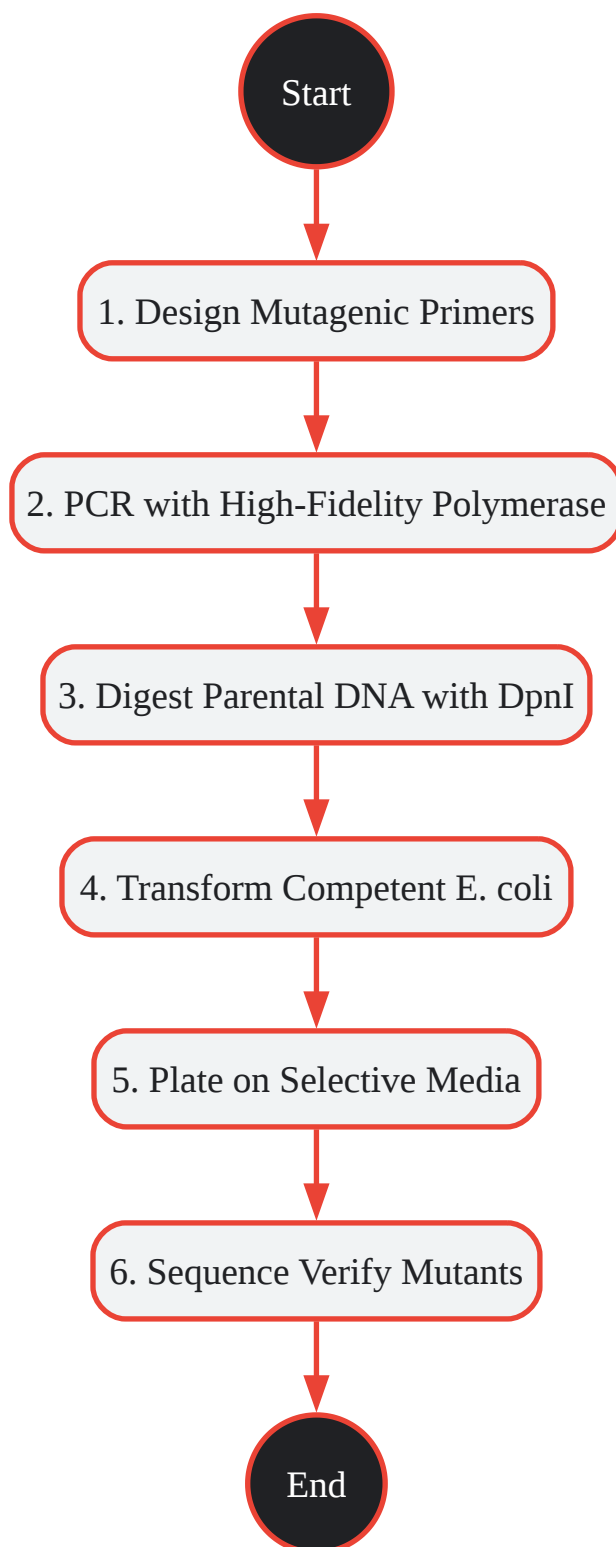 Start
1. Design Mutagenic Primers
2. PCR with High-Fidelity Polymerase
3. Digest Parental DNA with DpnI
4. Transform Competent E. coli
5. Plate on Selective Media
6. Sequence Verify Mutants
End